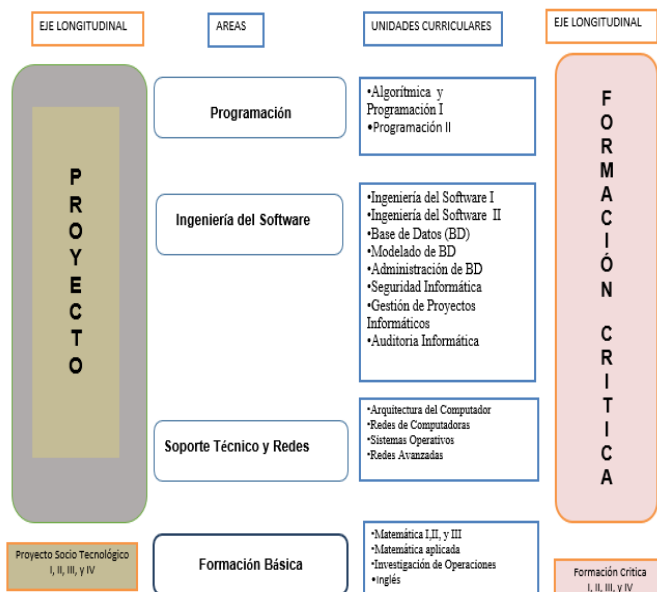 EJE LONGITUDINAL
AREAS
UNIDADES CURRICULARES
EJE LONGITUDINAL
PROYECTO
Programación
•Algorítmica y
Programación I
•Programación II
Ingeniería del Software
•Ingeniería del Software I
•Ingeniería del Software II
•Base de Datos (BD)
•Modelado de BD
•Administración de BD
•Seguridad Informática
•Gestión de Proyectos
Informáticos
•Auditoria Informática
Soporte Técnico y Redes
•Arquitectura del Computador
•Redes de Computadoras
•Sistemas Operativos
•Redes Avanzadas
Formación Básica
•Matemática I,II, y III
•Matemática aplicada
•Investigación de Operaciones
•Inglés
FORMACIÓN CRITICA
Proyecto Socio Tecnológico
I, II, III, y IV
Formación Critica
I, II, III, y IV